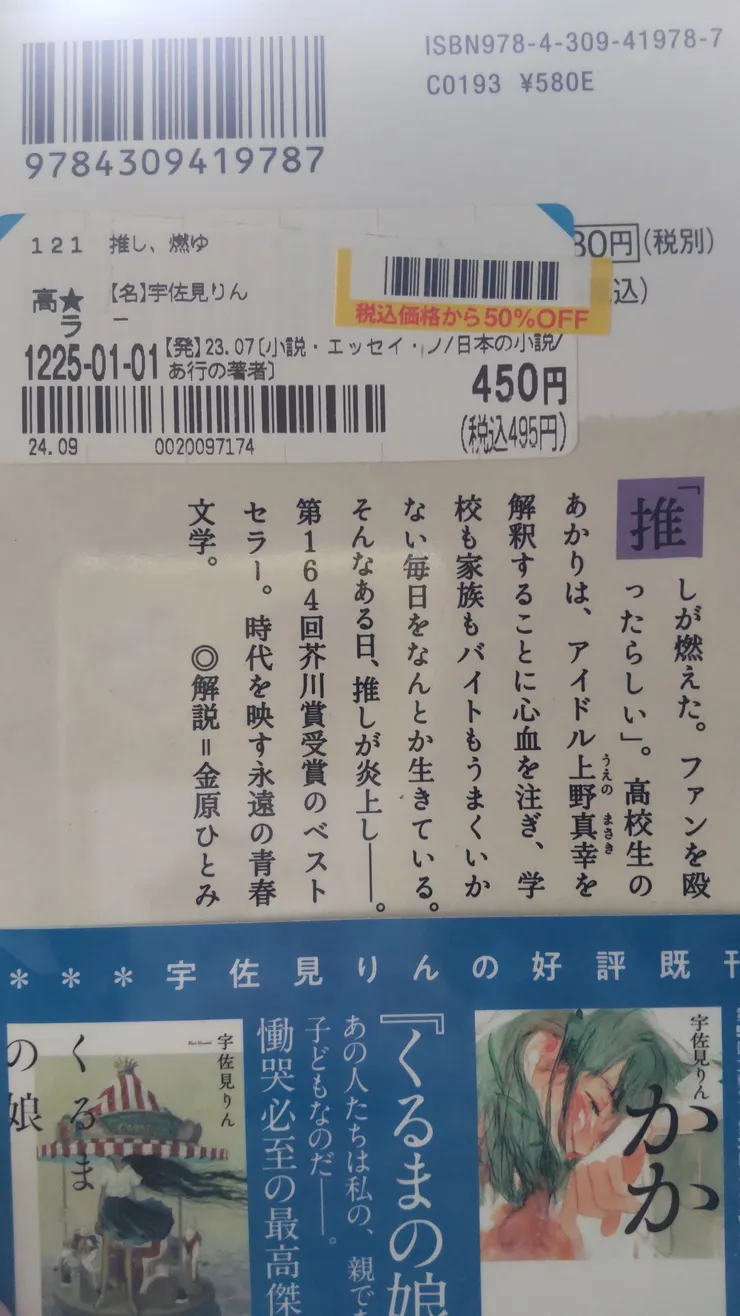 ISBN978-4-309-41978-7
C0193 ¥580E
9784309419787
80円(税別)
込)
121 推し、燃ゆ
高★
ラ
【名】宇佐見りん
ー
税込価格から50%OFF
1225-01-01
【発】23.07〔小説・エッセイ・ノ/日本の小説/
あ行の著者〕
450円
(税込495円)
24.09 0020097174
「推しが燃えた。ファンを殴
ったらしい」。高校生の
あかりは、アイドル上野真幸を
うえの まさき
解釈することに心血を注ぎ、学
校も家族もバイトもうまくいか
ない毎日をなんとか生きている。
そんなある日、推しが炎上し――。
第164回芥川賞受賞のベスト
セラー。時代を映す永遠の青春
文学。 ◎解説=金原ひとみ
***宇佐見りんの好評既刊
宇佐見りん
かか
『くるまの娘
あの人たちは私の、親であ
子どもなのだ――。
慟哭必至の最高傑
宇佐見りん
くるま
の娘